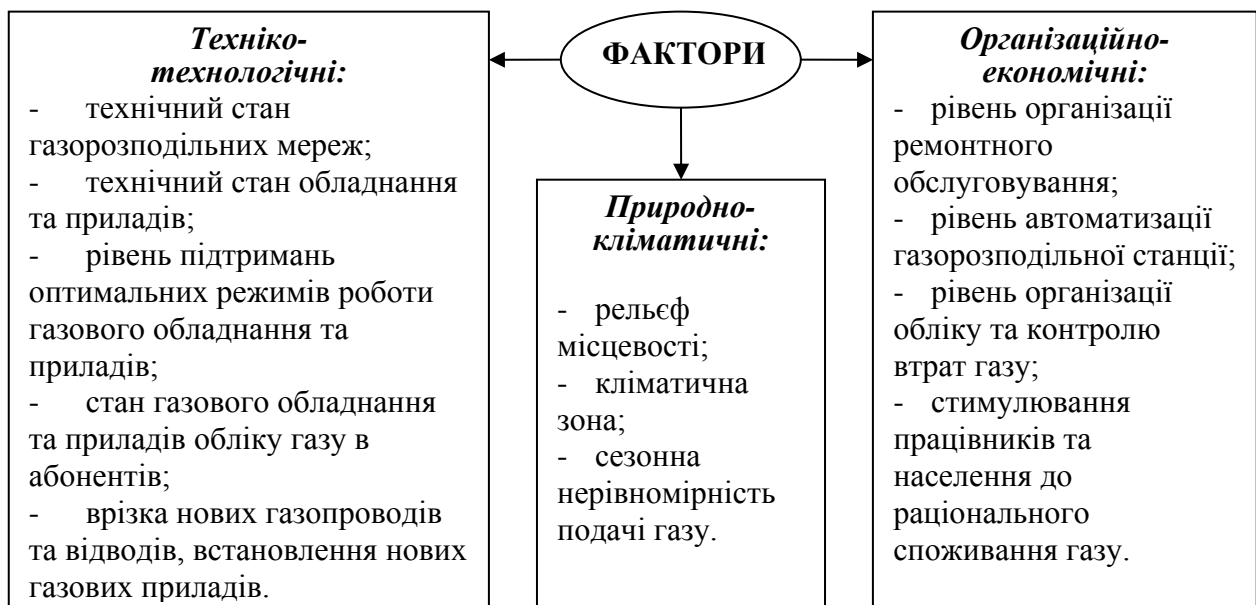 ФАКТОРИ
Техніко-
технологічні:
- технічний стан
газорозподільних мереж;
- технічний стан обладнання
та приладів;
- рівень підтримань
оптимальних режимів роботи
газового обладнання та
приладів;
- стан газового обладнання
та приладів обліку газу в
абонентів;
- врізка нових газопроводів
та відводів, встановлення нових
газових приладів.
Природно-
кліматичні:
- рельєф
місцевості;
- кліматична
зона;
- сезонна
нерівномірність
подачі газу.
Організаційно-
економічні:
- рівень організації
ремонтного
обслуговування;
- рівень автоматизації
газорозподільної станції;
- рівень організації
обліку та контролю
втрат газу;
- стимулювання
працівників та
населення до
раціонального
споживання газу.